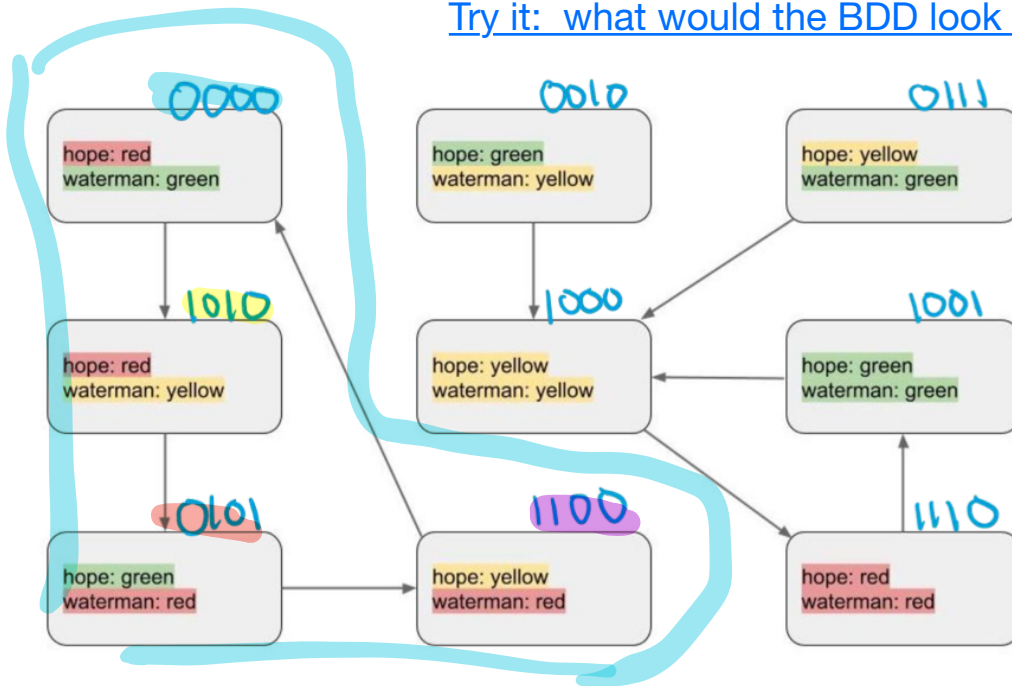 Try it: what would the BDD look
0000
hope: red
waterman: green
0010
hope: green
waterman: yellow
0111
hope: yellow
waterman: green
1010
hope: red
waterman: yellow
1000
hope: yellow
waterman: yellow
1001
hope: green
waterman: green
0101
hope: green
waterman: red
1100
hope: yellow
waterman: red
1110
hope: red
waterman: red